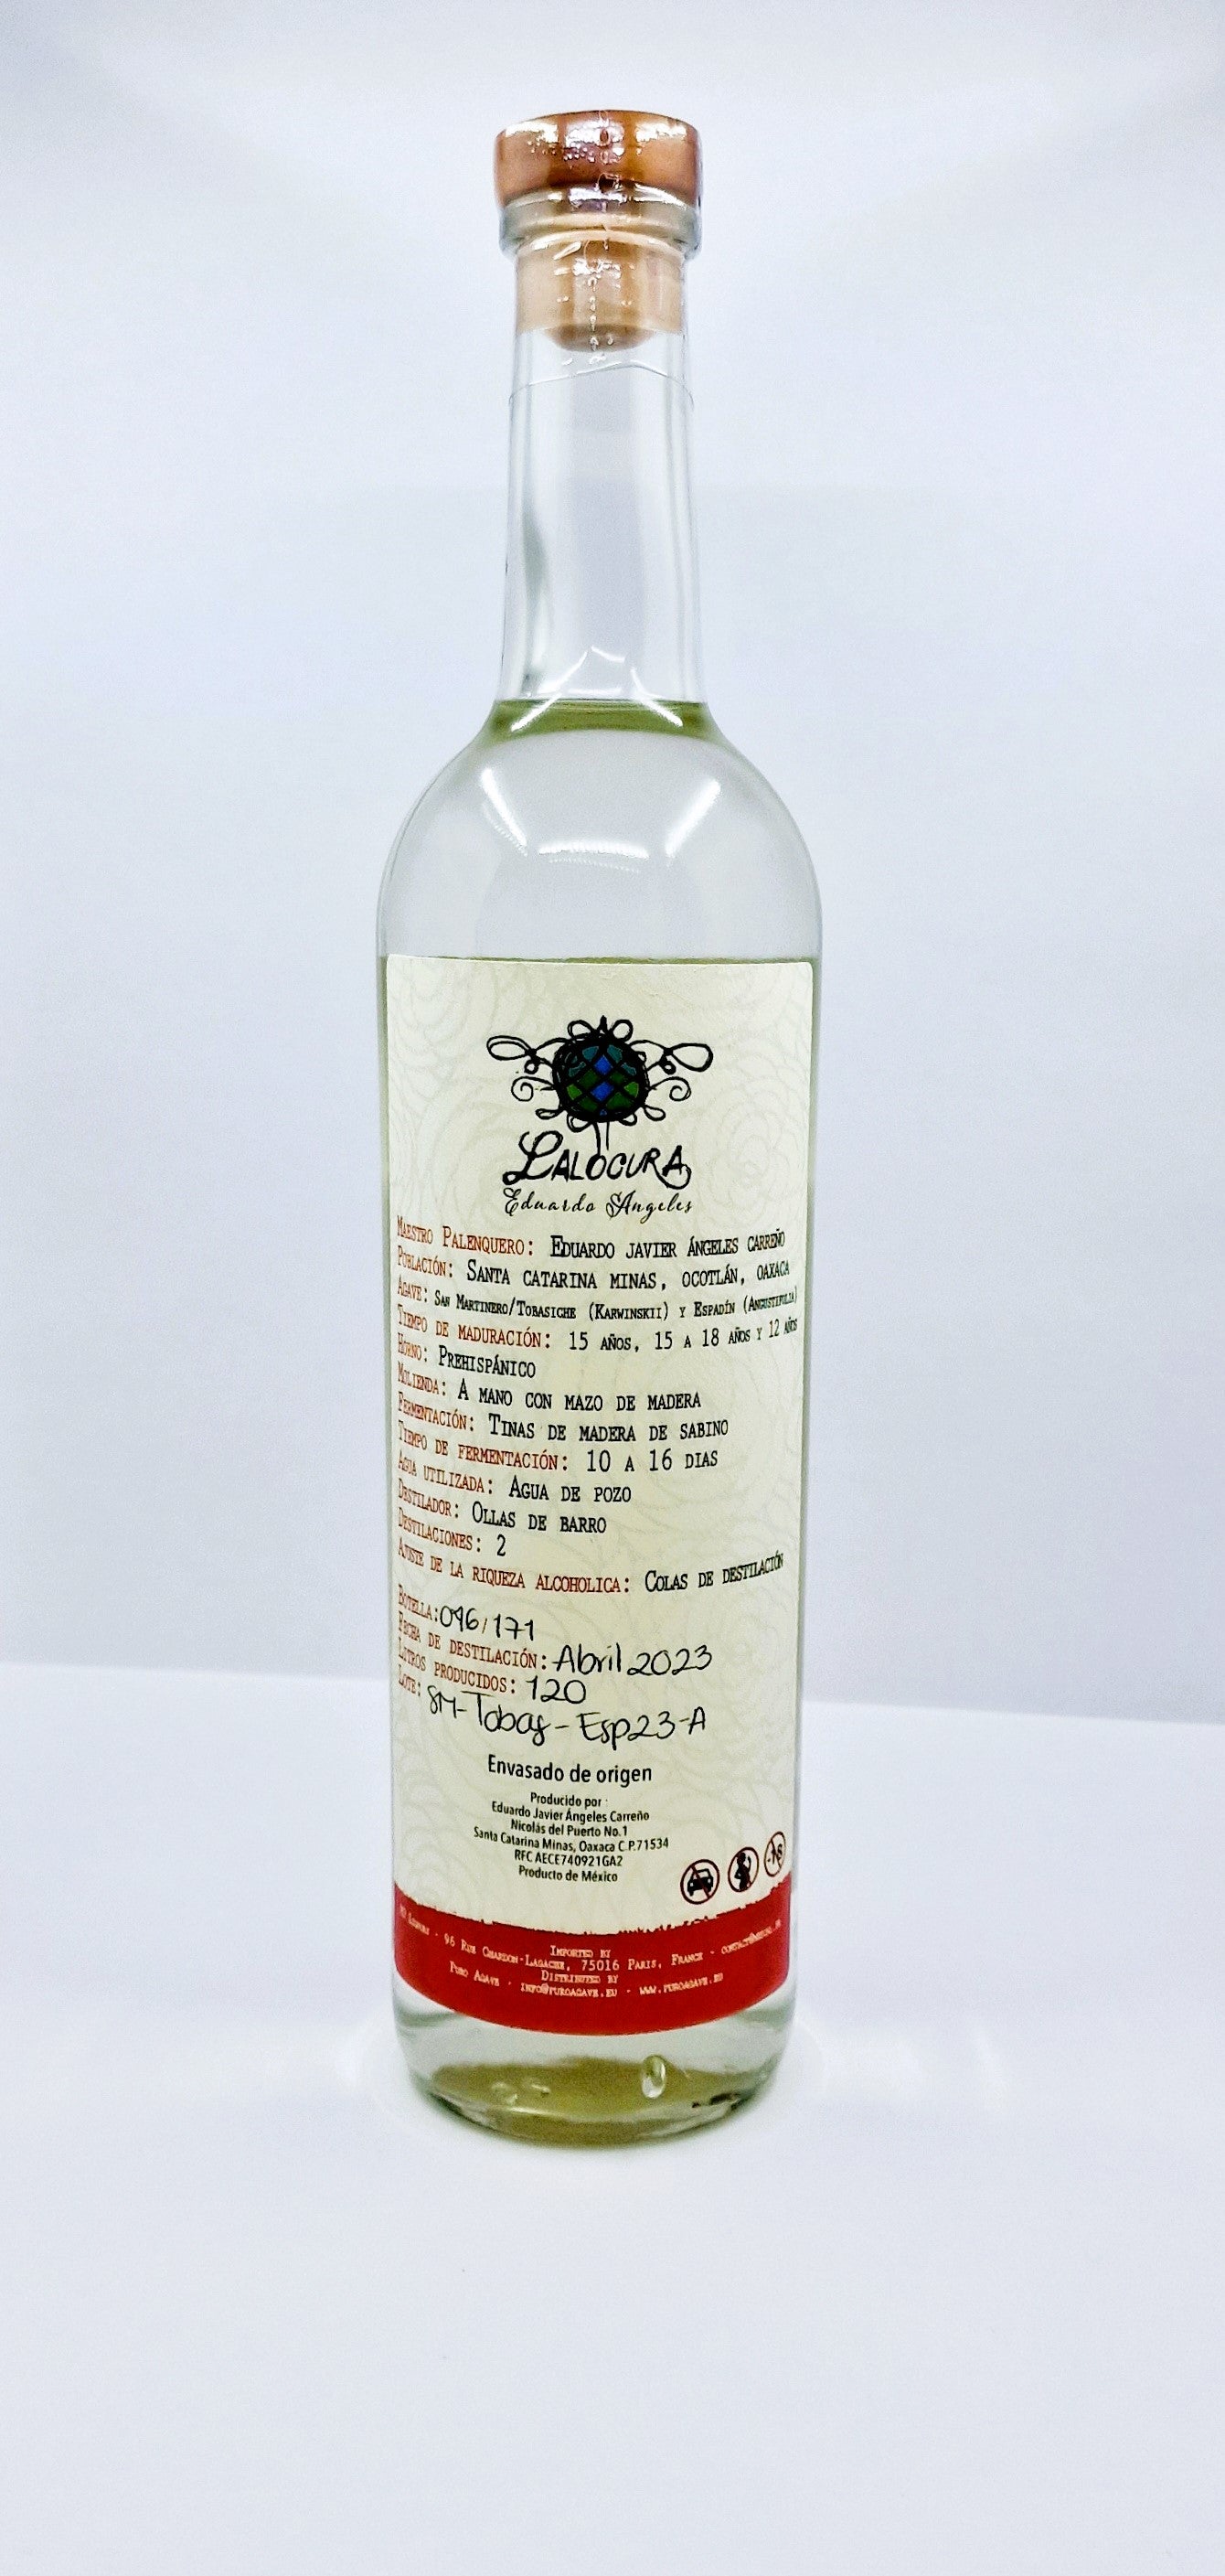 LALOCURA
Eduardo Angeles
MAESTRO PALENQUERO: EDUARDO JAVIER ÁNGELES CARREÑO
POBLACIÓN: SANTA CATARINA MINAS, OCOTLÁN, OAXACA
AGAVE: SAN MARTINERO/TOBASICHE (KARWINSKII) Y ESPADÍN (ANGUSTIFOLIA)
TIEMPO DE MADURACIÓN: 15 AÑOS, 15 A 18 AÑOS Y 12 AÑOS
HORNO: PREHISPÁNICO
MOLIENDA: A MANO CON MAZO DE MADERA
FERMENTACIÓN: TINAS DE MADERA DE SABINO
TIEMPO DE FERMENTACIÓN: 10 A 16 DIAS
AGUA UTILIZADA: AGUA DE POZO
DESTILADOR: OLLAS DE BARRO
DESTILACIONES: 2
AJUSTE DE LA RIQUEZA ALCOHOLICA: COLAS DE DESTILACIÓN
BOTELLA: 096/171
FECHA DE DESTILACIÓN: Abril 2023
LITROS PRODUCIDOS: 120
LOTE: SM-Tobas-Esp23-A
Envasado de origen
Producido por
Eduardo Javier Ángeles Carreño
Nicolás del Puerto No.1
Santa Catarina Minas, Oaxaca C.P.71534
RFC AECE740921GA2
Producto de México
-18
IMPORTED BY
96 RUE CHARDON-LAGACHE, 75016 PARIS, FRANCE -
DISTRIBUTED BY
PURO AGAVE - INFO@PUROAGAVE.EU - WWW.PUROAGAVE.EU